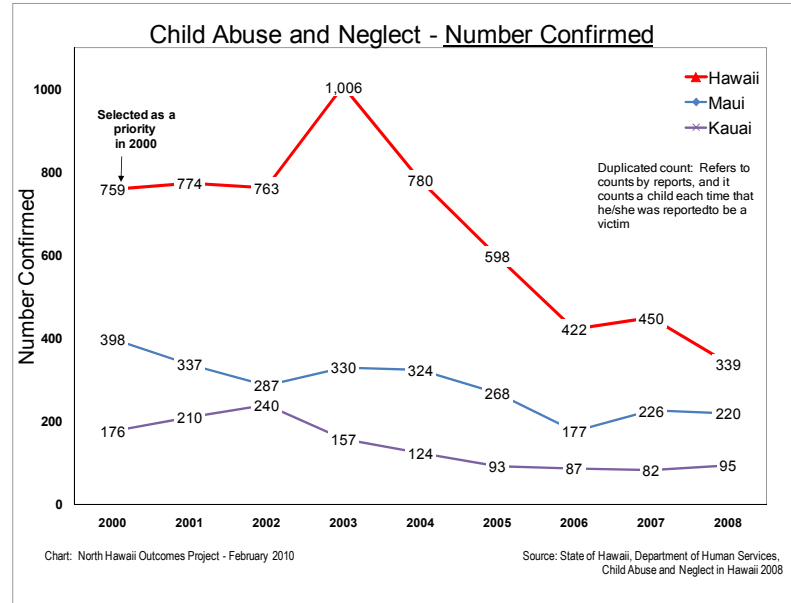 Child Abuse and Neglect - Number Confirmed
Number Confirmed
1000
800
600
400
200
0
Selected as a
priority
in 2000
Hawaii
Maui
Kauai
Duplicated count:  Refers to
counts by reports, and it
counts a child each time that
he/she was reportedto be a
victim
759
774
763
1,006
780
598
422
450
339
398
337
287
330
324
268
177
226
220
176
210
240
157
124
93
87
82
95
2000 2001 2002 2003 2004 2005 2006 2007 2008
Chart:  North Hawaii Outcomes Project - February 2010
Source: State of Hawaii, Department of Human Services,
Child Abuse and Neglect in Hawaii 2008